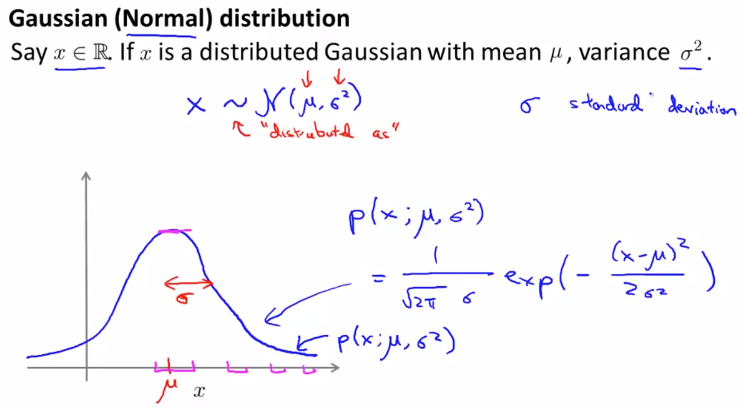 Gaussian (Normal) distribution
Say x ∈ ℝ. If x is a distributed Gaussian with mean μ, variance σ².
x ~ N(μ, σ²)
σ standard deviation
"distributed as"
p(x; μ, σ²)
= 1/(√2π σ) exp(- (x-μ)²/2σ²)
σ
p(x; μ, σ²)
μ x